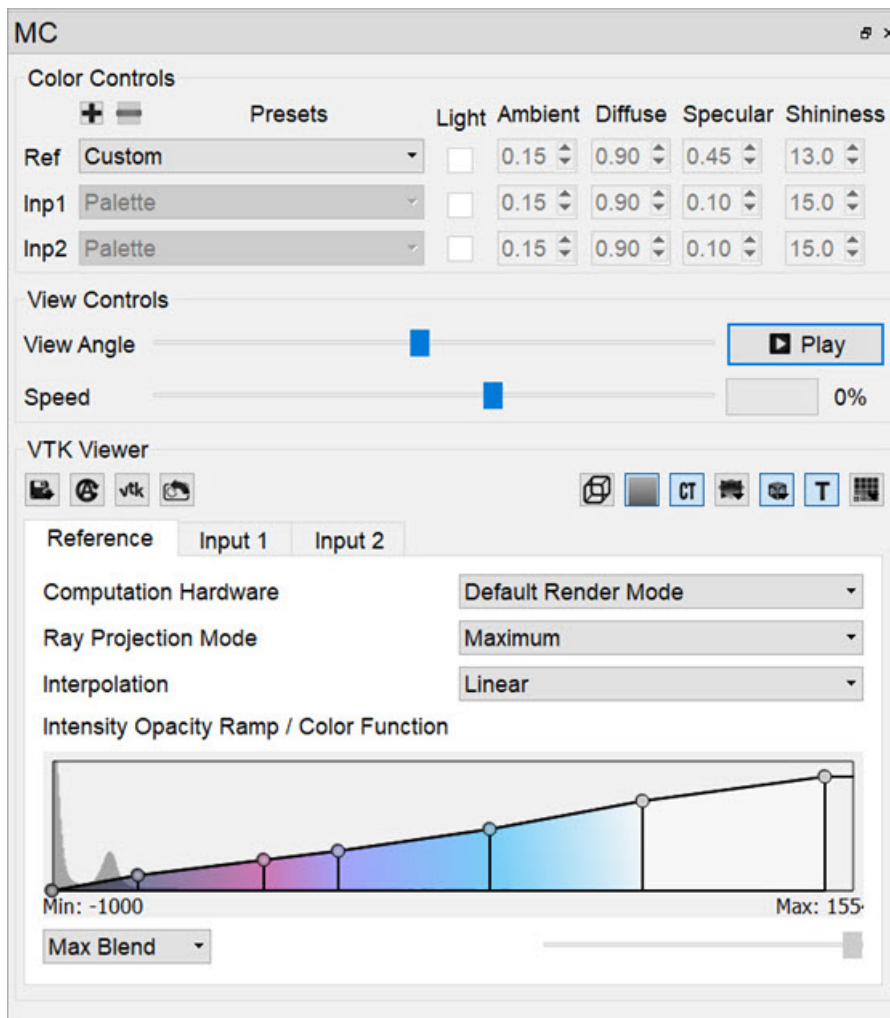 MC
Color Controls
Presets Light Ambient Diffuse Specular Shininess
Ref Custom 0.15 0.90 0.45 13.0
Inp1 Palette 0.15 0.90 0.10 15.0
Inp2 Palette 0.15 0.90 0.10 15.0
View Controls
View Angle Play
Speed 0%
VTK Viewer
vtk CT T
Reference Input 1 Input 2
Computation Hardware Default Render Mode
Ray Projection Mode Maximum
Interpolation Linear
Intensity Opacity Ramp / Color Function
Min: -1000 Max: 155
Max Blend